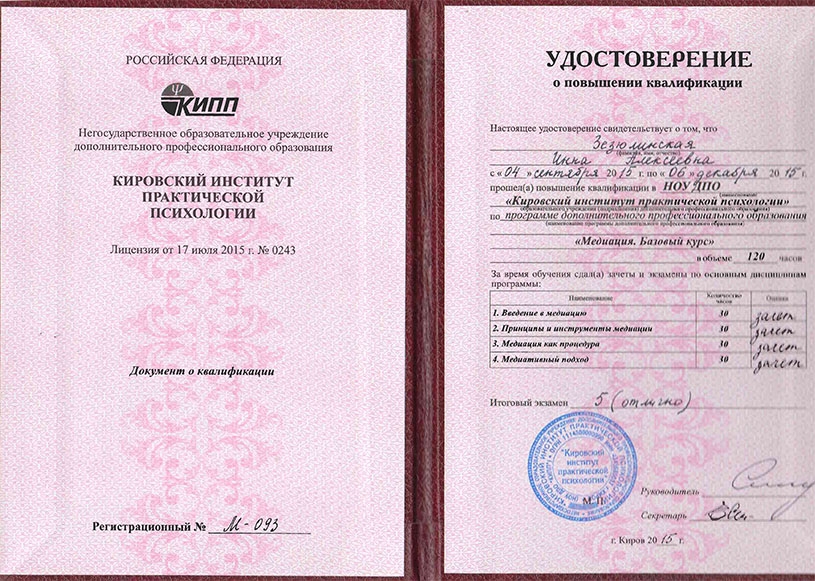 РОССИЙСКАЯ ФЕДЕРАЦИЯ
КИПП
Негосударственное образовательное учреждение
дополнительного профессионального образования
КИРОВСКИЙ ИНСТИТУТ
ПРАКТИЧЕСКОЙ
ПСИХОЛОГИИ
Лицензия от 17 июля 2015 г. № 0243
Документ о квалификации
Регистрационный № М-093
УДОСТОВЕРЕНИЕ
о повышении квалификации
Настоящее удостоверение свидетельствует о том, что
Зезюлинская
(фамилия, имя, отчество)
Инна Алексеевна
с «04» сентября 2015 г. по «06» декабря 2015 г.
прошел(а) повышение квалификации в НОУ ДПО
(наименование)
«Кировский институт практической психологии»
образовательного учреждения (подразделения) дополнительного профессионального образования)
по программе дополнительного профессионального образования
(наименование программы дополнительного профессионального образования)
«Медиация. Базовый курс»
в объеме 120 часов
За время обучения сдал(а) зачеты и экзамены по основным дисциплинам
программы:
Наименование Количество часов Оценка
1. Введение в медиацию 30 зачет
2. Принципы и инструменты медиации 30 зачет
3. Медиация как процедура 30 зачет
4. Медиативный подход 30 зачет
Итоговый экзамен 5 (отлично)
"Кировский
институт
практической
психологии"
М.П.
Руководитель
Секретарь
г. Киров 2015 г.